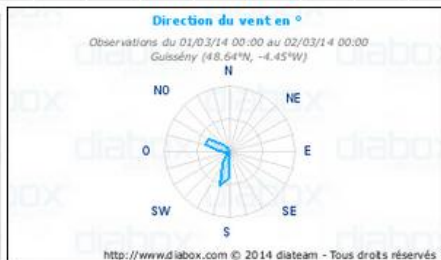 Direction du vent en °
Observations du 01/03/14 00:00 au 02/03/14 00:00
Guissény (48.64°N, -4.45°W)
N
NO
NE
O
E
SW
SE
S
diabox
http://www.diabox.com © 2014 diateam - Tous droits réservés